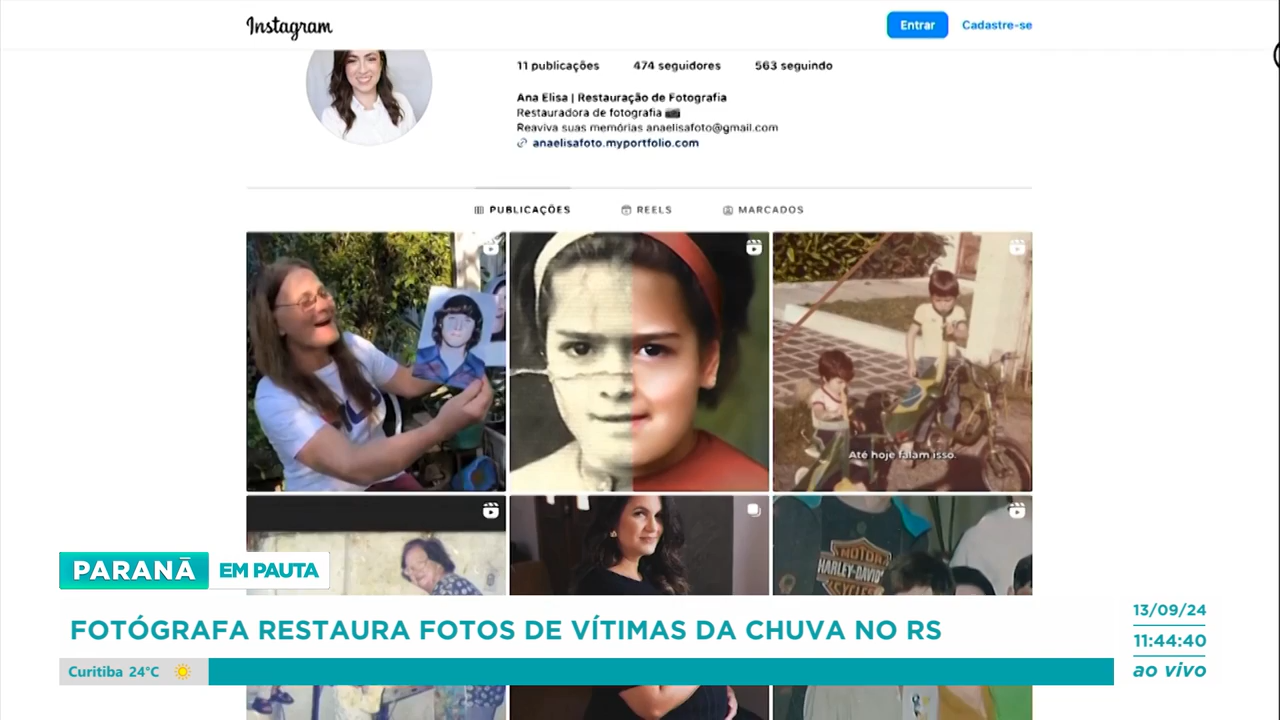 Instagram
Entrar
Cadastre-se
11 publicações 474 seguidores 563 seguindo
Ana Elisa | Restauração de Fotografia
Restauradora de fotografia
Reaviva suas memórias anaelisafoto@gmail.com
anaelisafoto.myportfolio.com
PUBLICAÇÕES REELS MARCADOS
Até hoje falam isso.
MOTOR
HARLEY-DAVIDSON
CYCLES
PARANÁ EM PAUTA
FOTÓGRAFA RESTAURA FOTOS DE VÍTIMAS DA CHUVA NO RS
13/09/24
11:44:40
ao vivo
Curitiba 24°C